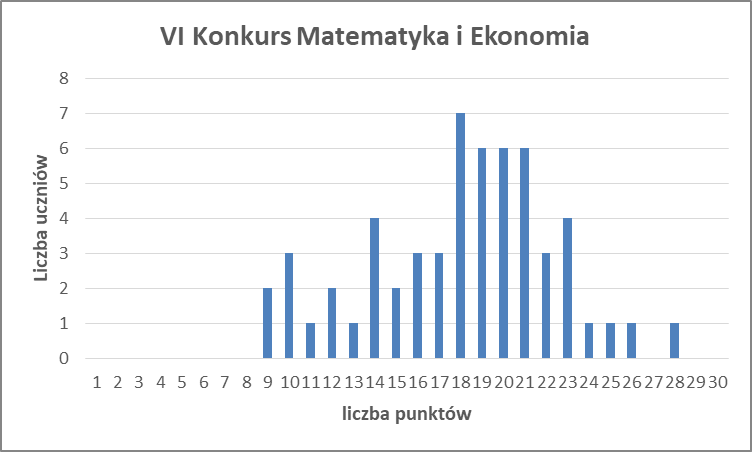 VI Konkurs Matematyka i Ekonomia
8
7
6
5
4
3
2
1
0
Liczba uczniów
1 2 3 4 5 6 7 8 9 10 11 12 13 14 15 16 17 18 19 20 21 22 23 24 25 26 27 28 29 30
liczba punktów